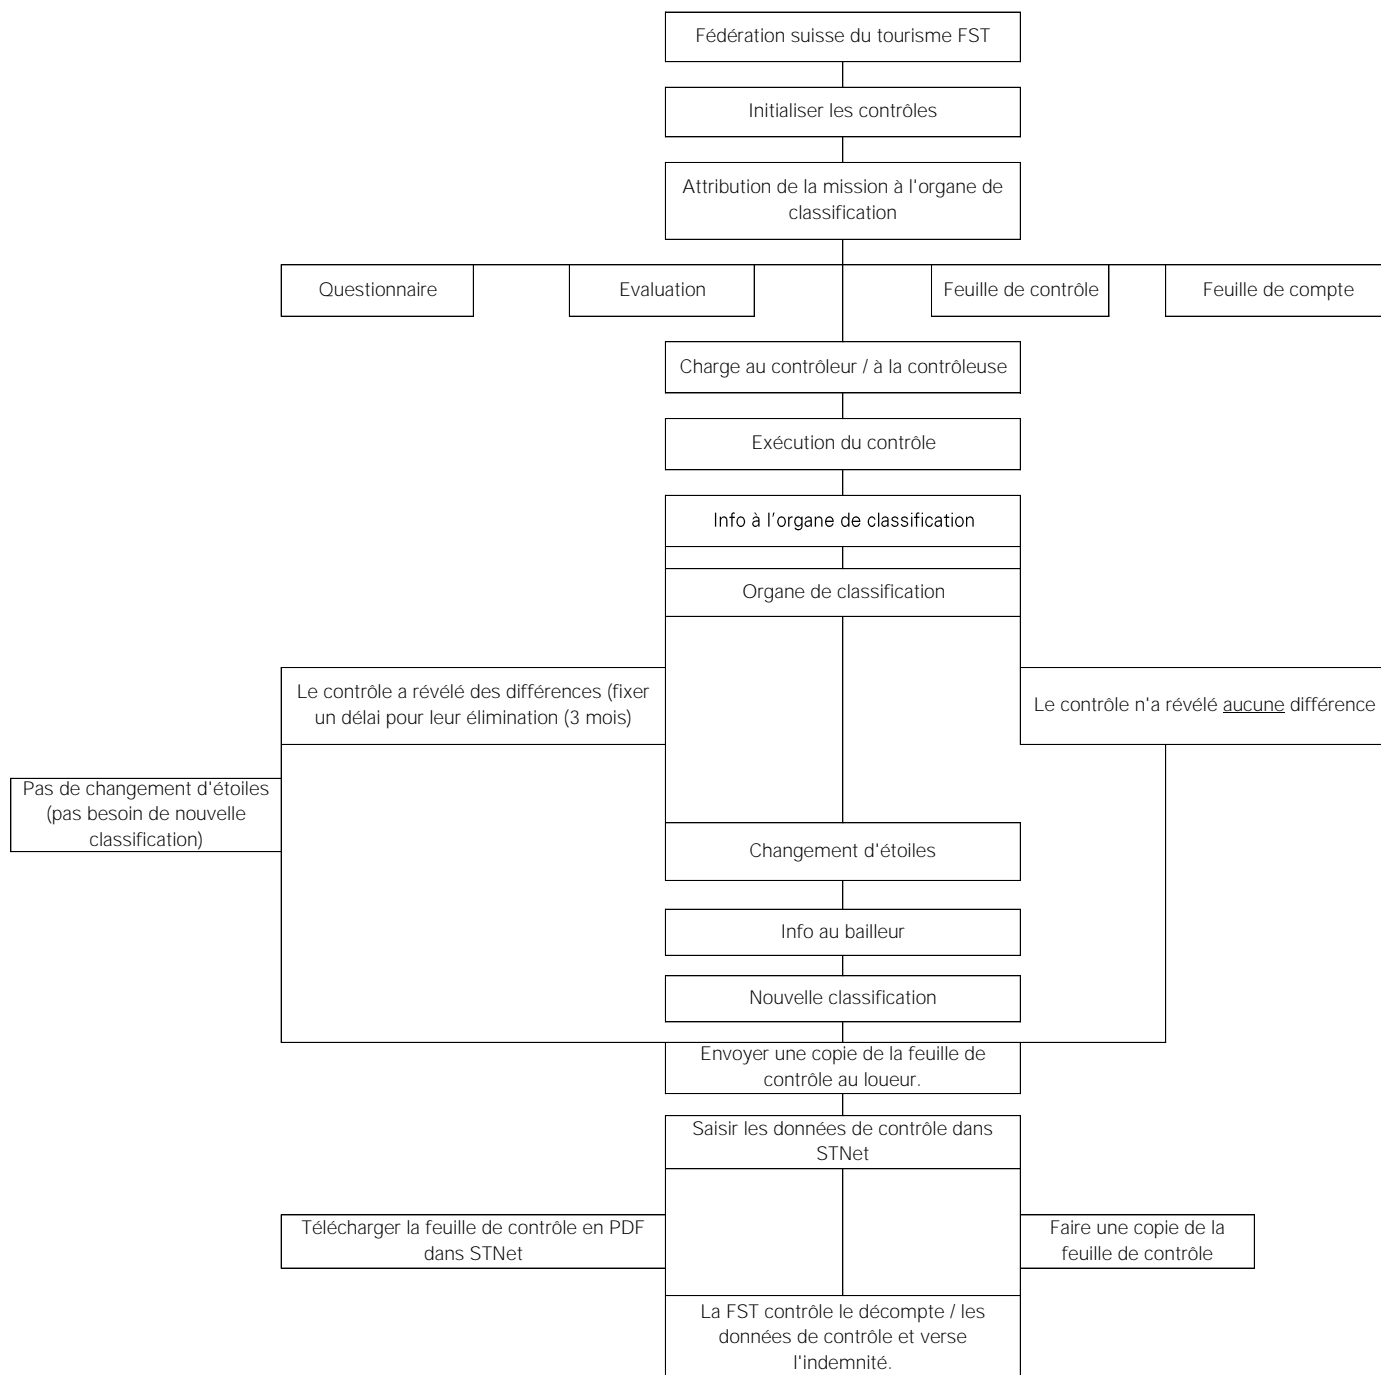 Fédération suisse du tourisme FST
Initialiser les contrôles
Attribution de la mission à l'organe de
classification
Questionnaire
Evaluation
Feuille de contrôle
Feuille de compte
Charge au contrôleur / à la contrôleuse
Exécution du contrôle
Info à l'organe de classification
Organe de classification
Le contrôle a révélé des différences (fixer
un délai pour leur élimination (3 mois)
Le contrôle n'a révélé aucune différence
Pas de changement d'étoiles
(pas besoin de nouvelle
classification)
Changement d'étoiles
Info au bailleur
Nouvelle classification
Envoyer une copie de la feuille de
contrôle au loueur.
Saisir les données de contrôle dans
STNet
Télécharger la feuille de contrôle en PDF
dans STNet
Faire une copie de la
feuille de contrôle
La FST contrôle le décompte / les
données de contrôle et verse
l'indemnité.